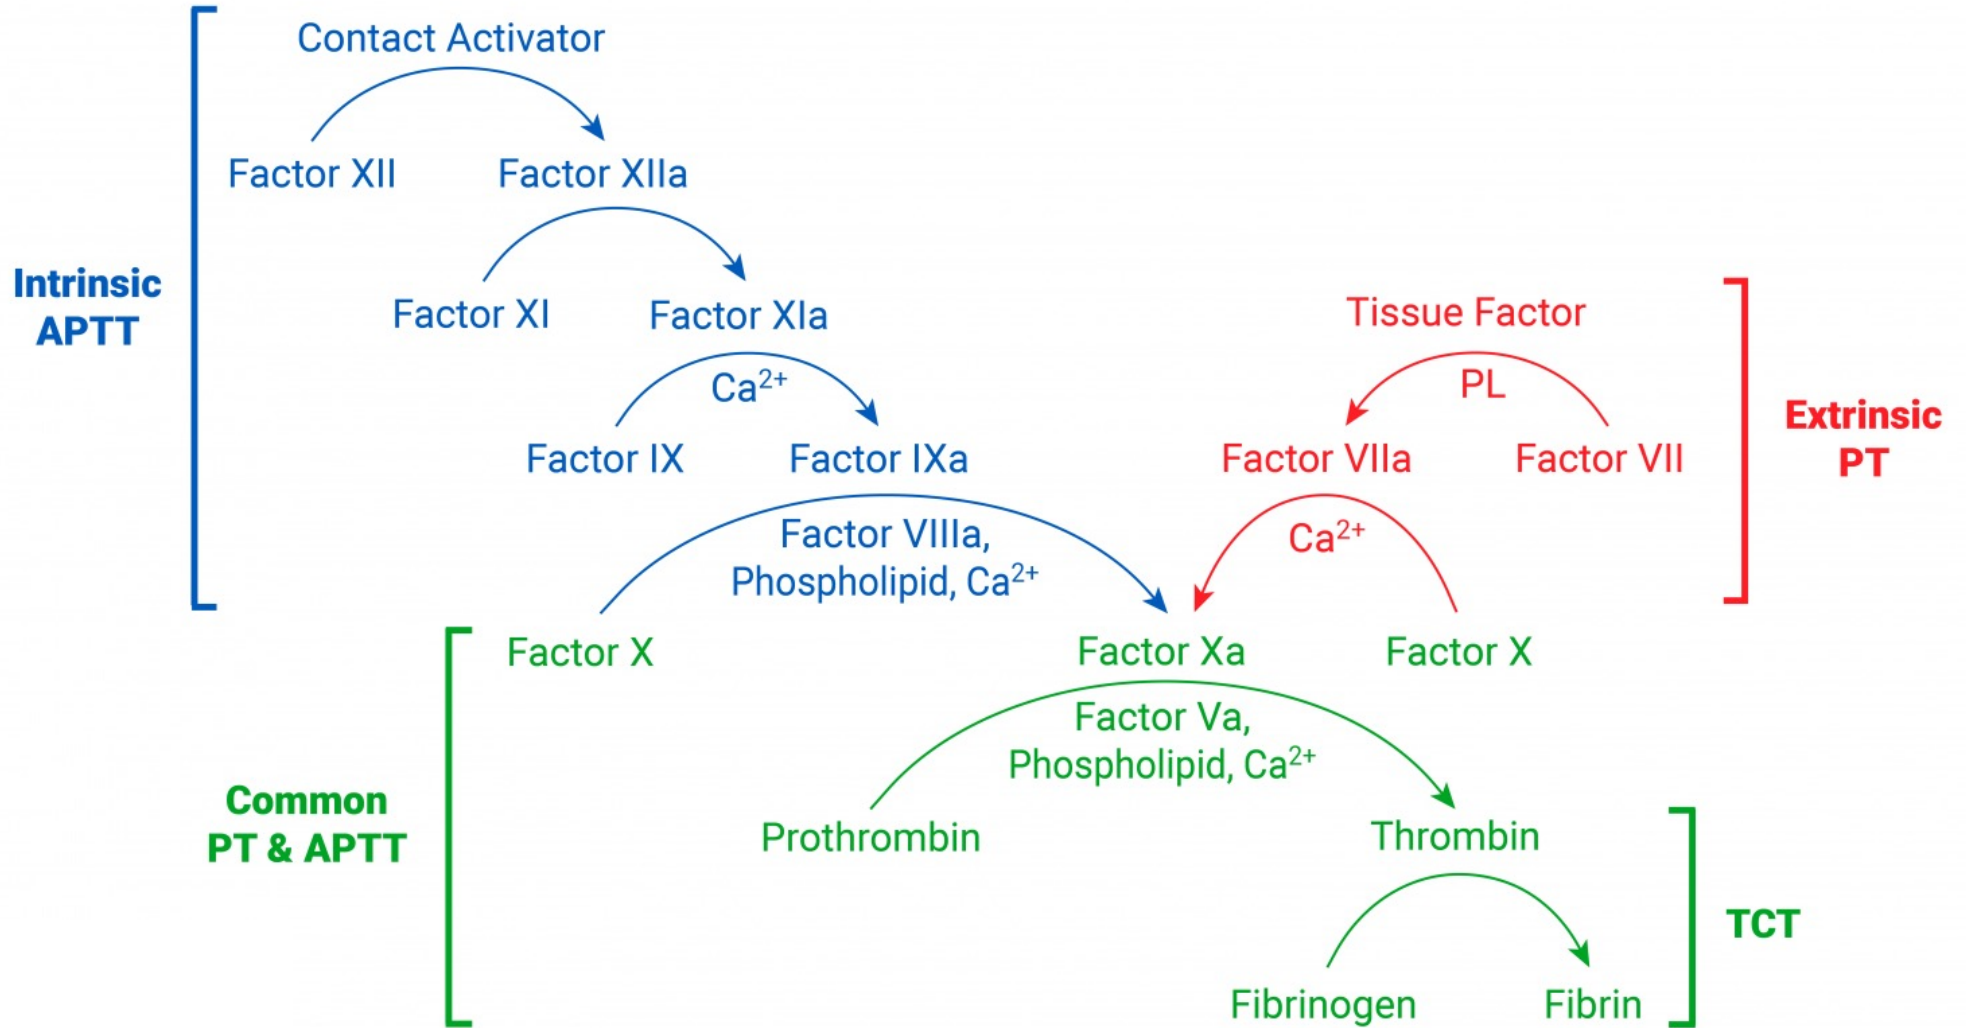 Contact Activator
Factor XII
Factor XIIa
Intrinsic
APTT
Factor XI
Factor XIa
Ca²⁺
Factor IX
Factor IXa
Factor VIIIa,
Phospholipid, Ca²⁺
Tissue Factor
PL
Factor VIIa
Factor VII
Ca²⁺
Extrinsic
PT
Factor X
Factor Xa
Factor X
Factor Va,
Phospholipid, Ca²⁺
Common
PT & APTT
Prothrombin
Thrombin
Fibrinogen
Fibrin
TCT